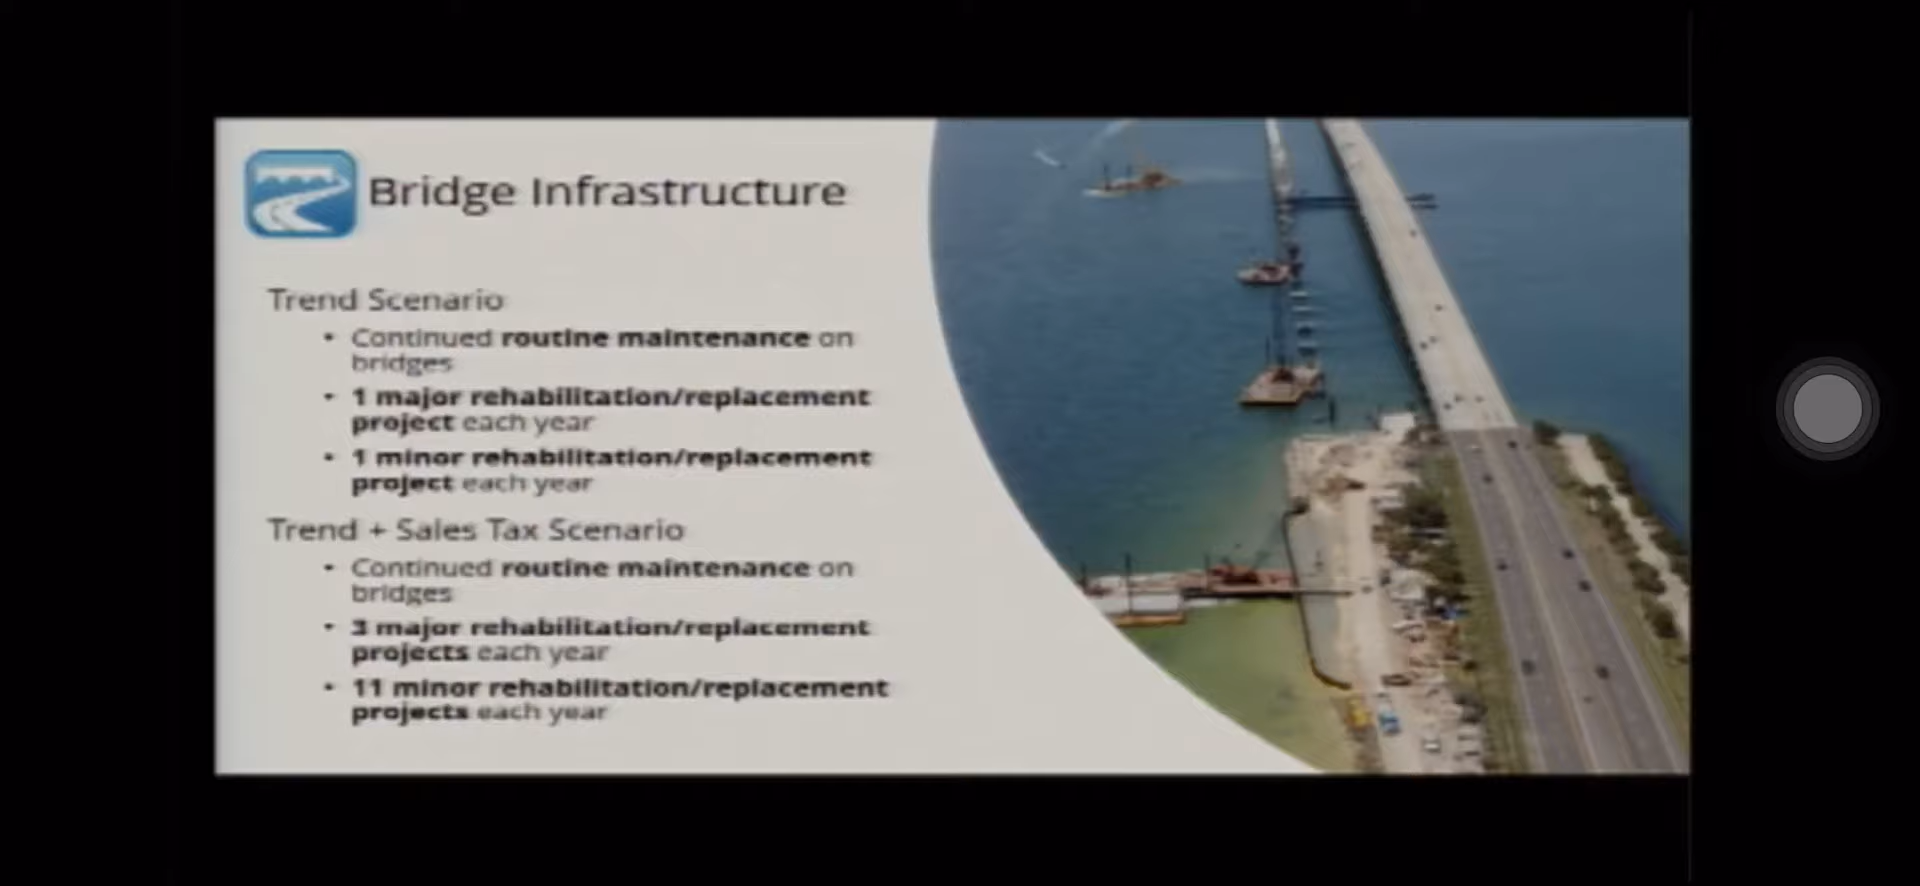 Bridge Infrastructure
Trend Scenario
• Continued routine maintenance on
bridges
• 1 major rehabilitation/replacement
project each year
• 1 minor rehabilitation/replacement
project each year
Trend + Sales Tax Scenario
• Continued routine maintenance on
bridges
• 3 major rehabilitation/replacement
projects each year
• 11 minor rehabilitation/replacement
projects each year